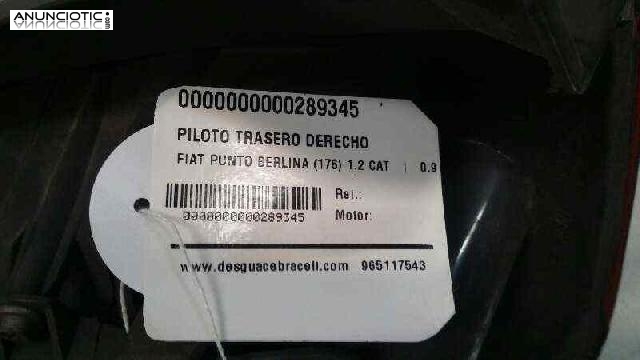 ANUNCIOTIC.es
0000000000289345
PILOTO TRASERO DERECHO
FIAT PUNTO BERLINA (176) 1.2 CAT | 0.9
Ref.:
0000000000289345 Motor:
www.desguacebraceli.com 965117543